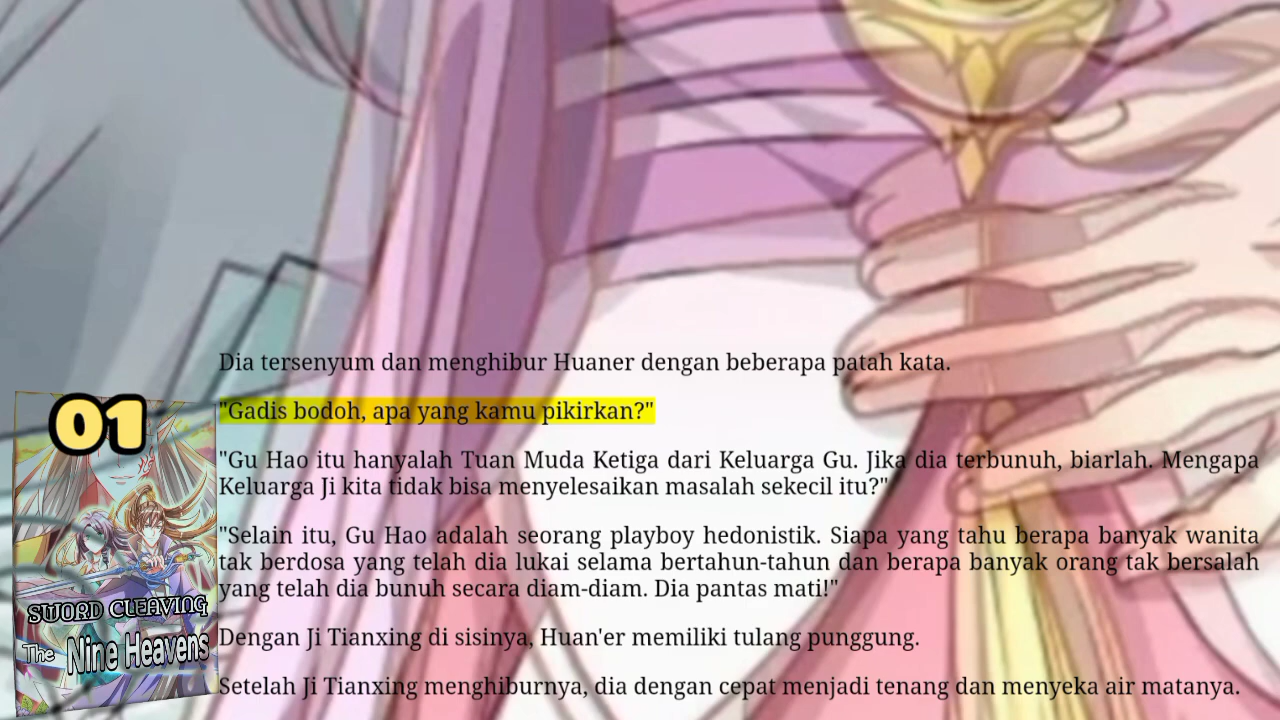 Dia tersenyum dan menghibur Huaner dengan beberapa patah kata.
"Gadis bodoh, apa yang kamu pikirkan?"
"Gu Hao itu hanyalah Tuan Muda Ketiga dari Keluarga Gu. Jika dia terbunuh, biarlah. Mengapa
Keluarga Ji kita tidak bisa menyelesaikan masalah sekecil itu?"
"Selain itu, Gu Hao adalah seorang playboy hedonistik. Siapa yang tahu berapa banyak wanita
tak berdosa yang telah dia lukai selama bertahun-tahun dan berapa banyak orang tak bersalah
yang telah dia bunuh secara diam-diam. Dia pantas mati!"
Dengan Ji Tianxing di sisinya, Huan'er memiliki tulang punggung.
Setelah Ji Tianxing menghiburnya, dia dengan cepat menjadi tenang dan menyeka air matanya.
01
SWORD CLEAVING
The Nine Heavens